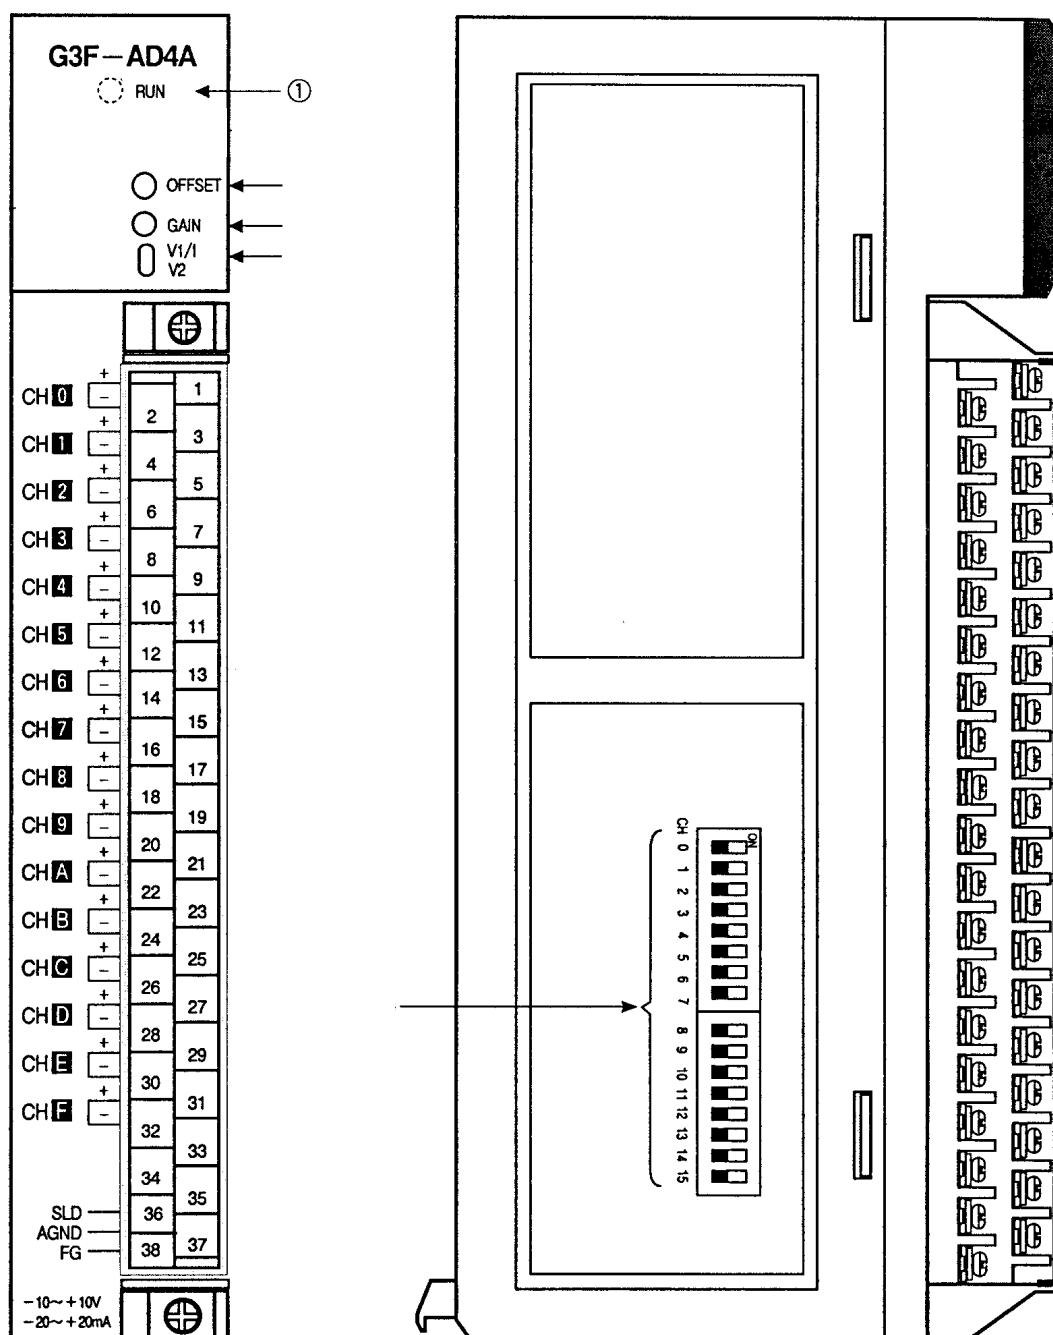 G3F-AD4A
RUN ①
OFFSET
GAIN
V1/I
V2
+
CH 0 -
+
CH 1 -
+
CH 2 -
+
CH 3 -
+
CH 4 -
+
CH 5 -
+
CH 6 -
+
CH 7 -
+
CH 8 -
+
CH 9 -
+
CH A -
+
CH B -
+
CH C -
+
CH D -
+
CH E -
+
CH F -
SLD
AGND
FG
1
2
3
4
5
6
7
8
9
10
11
12
13
14
15
16
17
18
19
20
21
22
23
24
25
26
27
28
29
30
31
32
33
34
35
36
37
38
-10~+10V
-20~+20mA
ON
CH 0 1 2 3 4 5 6 7 8 9 10 11 12 13 14 15